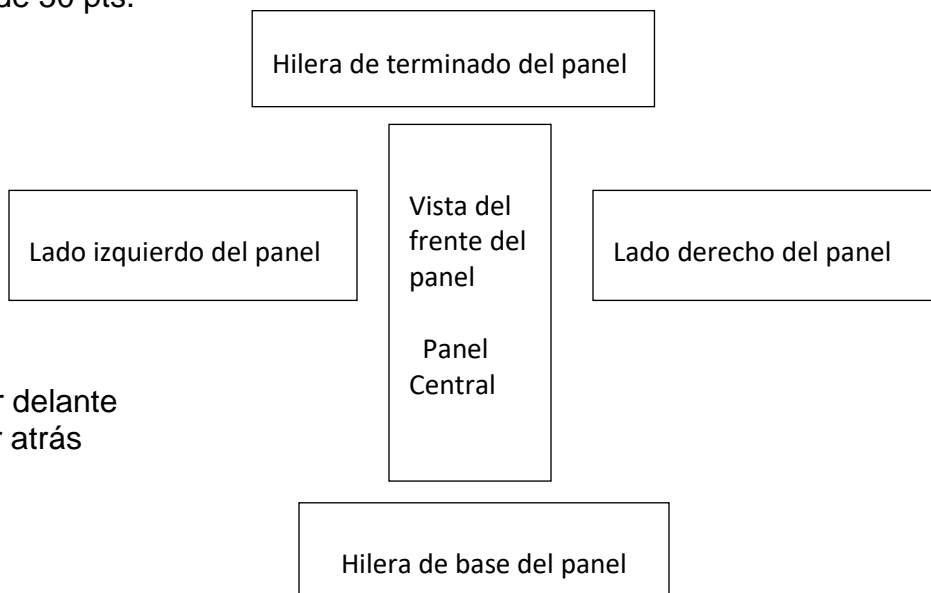 de 50 pts.
Hilera de terminado del panel
Vista del
frente del
panel
Lado izquierdo del panel
Lado derecho del panel
Panel
Central
r delante
r atrás
Hilera de base del panel